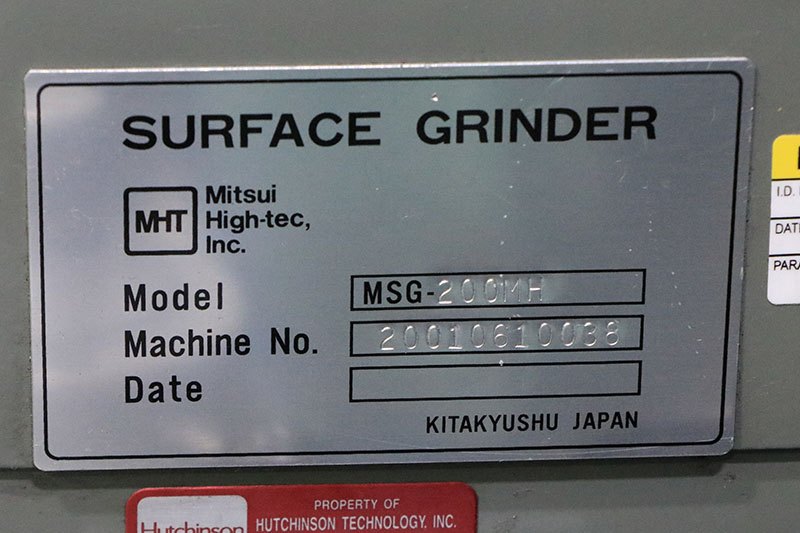 SURFACE GRINDER
MHT
Mitsui
High-tec,
Inc.
Model MSG-200MH
Machine No. 20010610038
Date
KITAKYUSHU JAPAN
I.D.
PROPERTY OF
Hutchinson
HUTCHINSON TECHNOLOGY, INC.